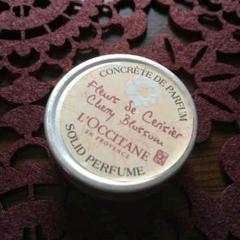 CONCRÈTE DE PARFUM
Fleurs de Cerisier
Cherry Blossom
L'OCCITANE
EN PROVENCE
SOLID PERFUME